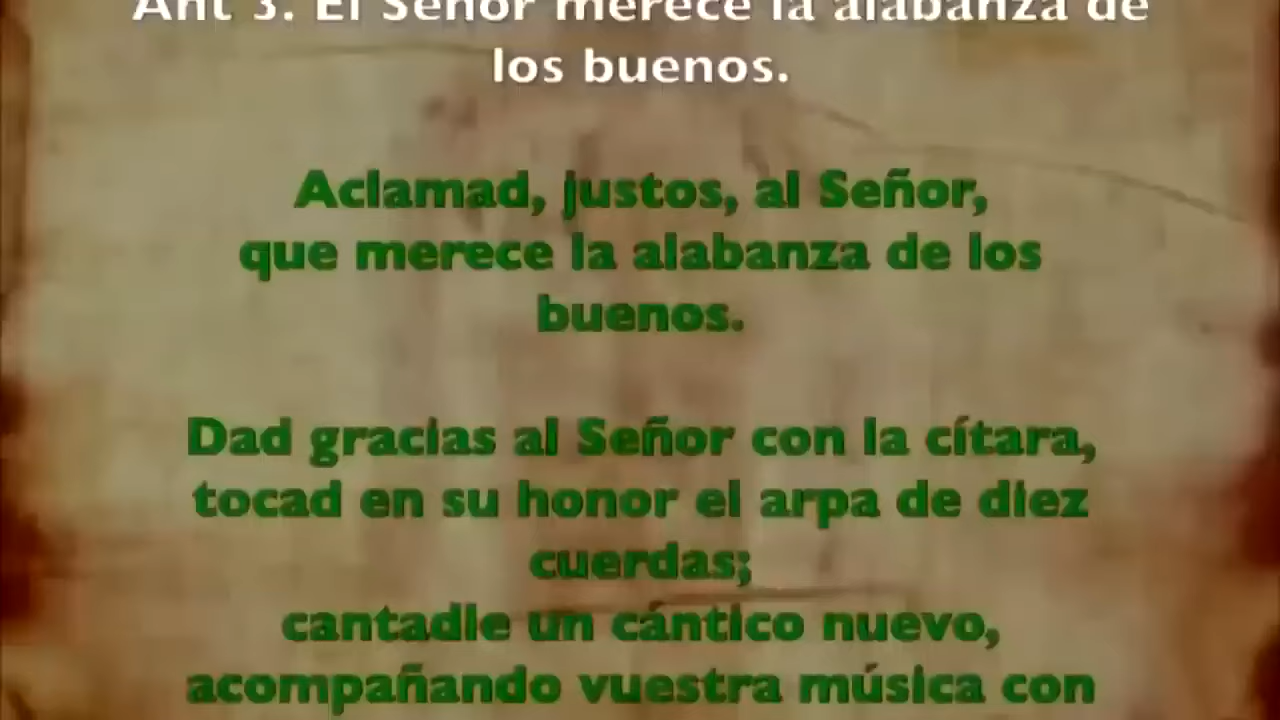 Ant 3. El Señor merece la alabanza de
los buenos.
Aclamad, justos, al Señor,
que merece la alabanza de los
buenos.
Dad gracias al Señor con la cítara,
tocad en su honor el arpa de diez
cuerdas;
cantadle un cántico nuevo,
acompañando vuestra música con